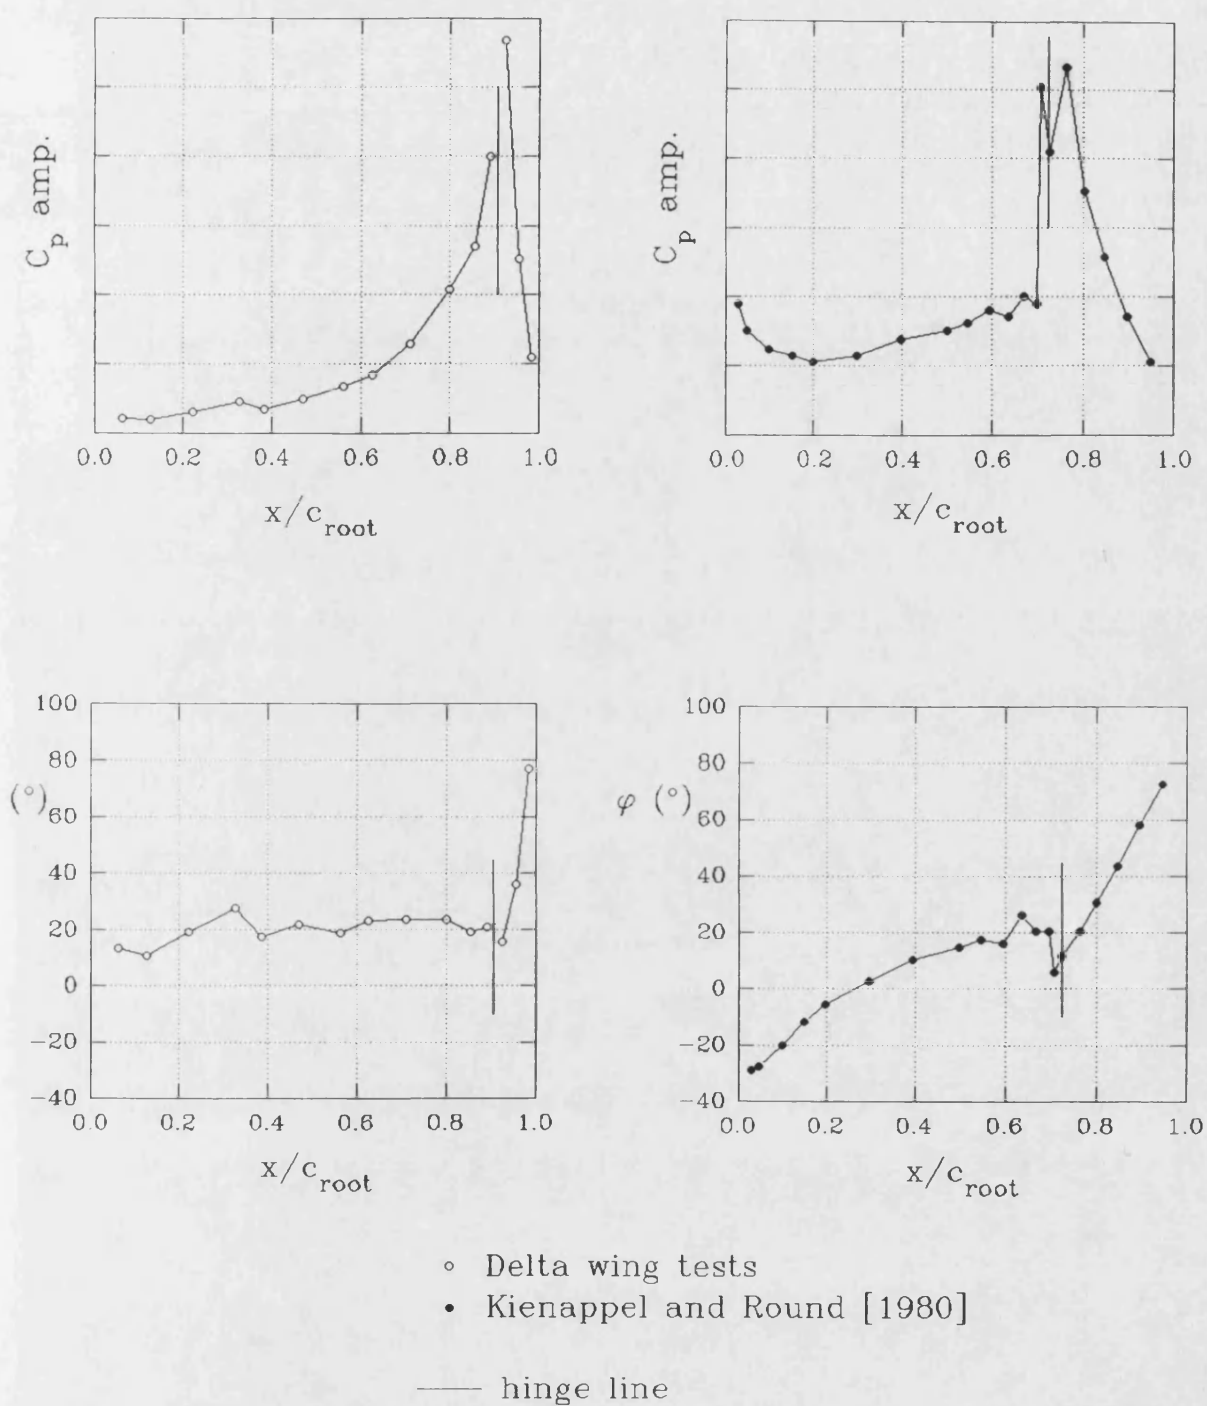 C_p amp.
0.0 0.2 0.4 0.6 0.8 1.0
x/c_root
C_p amp.
0.0 0.2 0.4 0.6 0.8 1.0
x/c_root
(°)
100
80
60
40
20
0
−20
−40
0.0 0.2 0.4 0.6 0.8 1.0
x/c_root
φ (°)
100
80
60
40
20
0
−20
−40
0.0 0.2 0.4 0.6 0.8 1.0
x/c_root
Delta wing tests
Kienappel and Round [1980]
hinge line